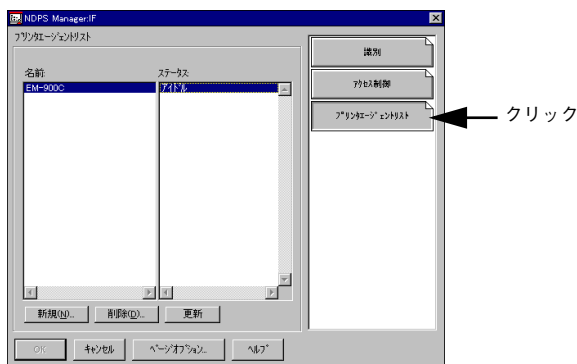 NDPS Manager:IF
プリンタエージェントリスト
名前:
ステータス:
EM-900C
アイドル
新規(N)...
削除(D)...
更新
識別
アクセス制御
プリンタエージェントリスト
クリック
OK
キャンセル
ページオプション...
ヘルプ